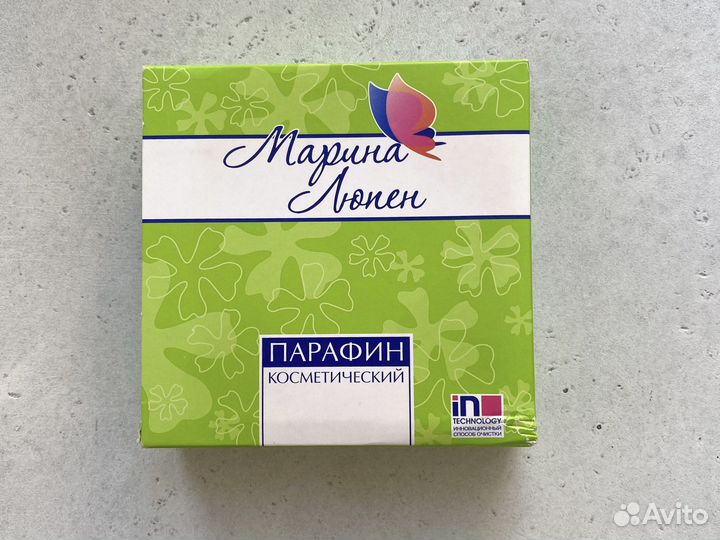 Марина
Люпен
ПАРАФИН
КОСМЕТИЧЕСКИЙ
in
TECHNOLOGY
ИННОВАЦИОННЫЙ
СПОСОБ ОЧИСТКИ
Avito